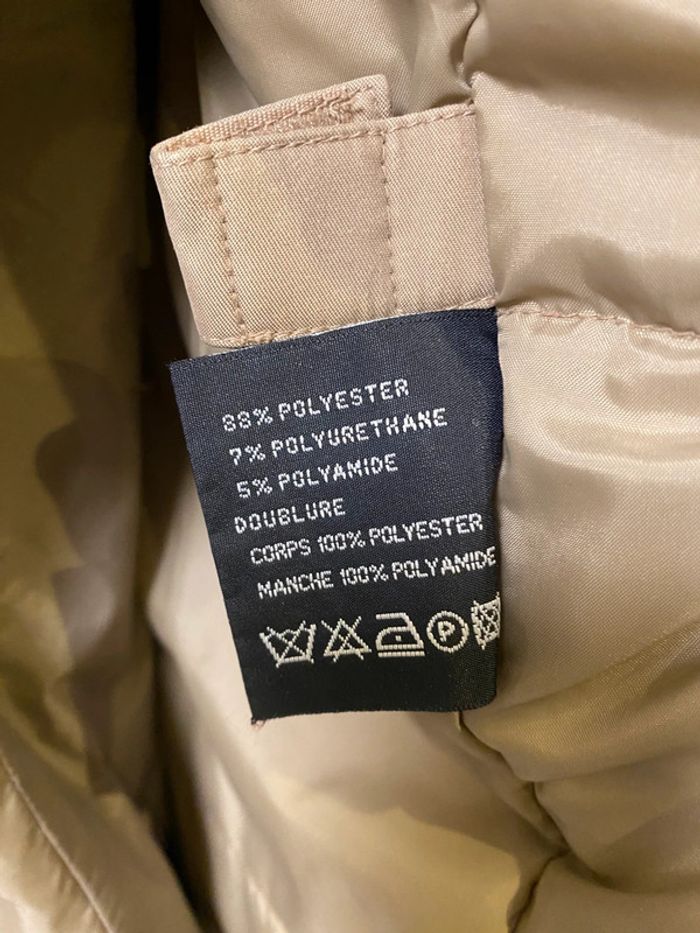 88% POLYESTER
7% POLYURETHANE
5% POLYAMIDE
DOUBLURE
CORPS 100% POLYESTER
MANCHE 100% POLYAMIDE
P